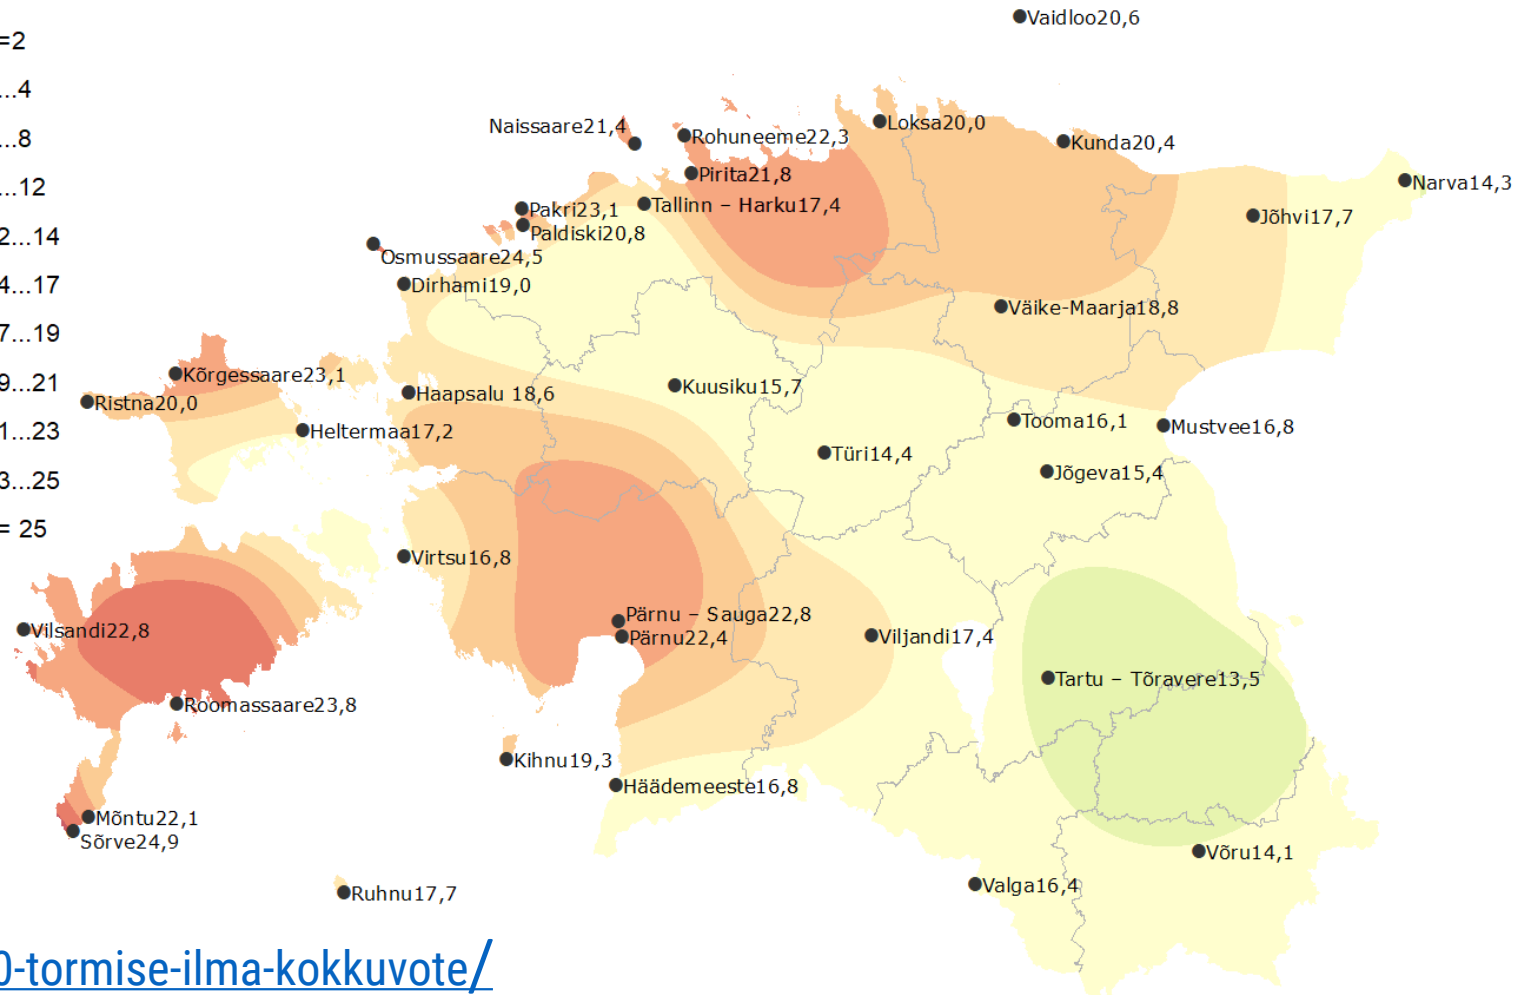 =2
...4
...8
...12
2...14
4...17
7...19
9...21
1...23
3...25
= 25
Vaidloo20,6
Naissaare21,4
Rohuneeme22,3
Loksa20,0
Kunda20,4
Pirita21,8
Narva14,3
Pakri23,1
Tallinn – Harku17,4
Jõhvi17,7
Paldiski20,8
Osmussaare24,5
Dirhami19,0
Väike-Maarja18,8
Kõrgessaare23,1
Haapsalu 18,6
Kuusiku15,7
Ristna20,0
Heltermaa17,2
Tooma16,1
Mustvee16,8
Türi14,4
Jõgeva15,4
Virtsu16,8
Pärnu – Sauga22,8
Vilsandi22,8
Pärnu22,4
Viljandi17,4
Tartu – Tõravere13,5
Roomassaare23,8
Kihnu19,3
Häädemeeste16,8
Mõntu22,1
Sõrve24,9
Võru14,1
Valga16,4
Ruhnu17,7
0-tormise-ilma-kokkuvote/